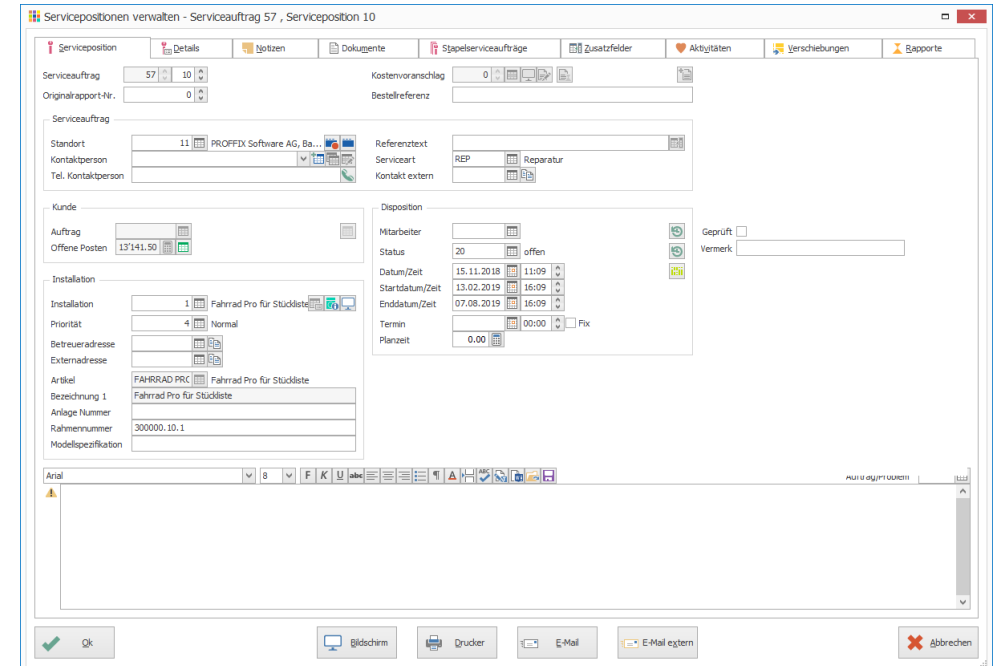 Servicepositionen verwalten - Serviceauftrag 57 , Serviceposition 10
Serviceposition Details Notizen Dokumente Stapelserviceaufträge Zusatzfelder Aktivitäten Verschiebungen Rapporte
Serviceauftrag 57 10 Kostenvoranschlag 0
Originalrapport-Nr. 0 Bestellreferenz
Serviceauftrag
Standort 11 PROFFIX Software AG, Ba... Referenztext
Kontaktperson Serviceart REP Reparatur
Tel. Kontaktperson Kontakt extern
Kunde Disposition
Auftrag Mitarbeiter Geprüft
Offene Posten 13'141.50 Status 20 offen Vermerk
Datum/Zeit 15.11.2018 11:09
Installation Startdatum/Zeit 13.02.2019 16:09
Installation 1 Fahrrad Pro für Stückliste Enddatum/Zeit 07.08.2019 16:09
Priorität 4 Normal Termin 00:00 Fix
Betreueradresse Planzeit 0.00
Externadresse
Artikel FAHRRAD PRO Fahrrad Pro für Stückliste
Bezeichnung 1 Fahrrad Pro für Stückliste
Anlage Nummer
Rahmennummer 300000.10.1
Modellspezifikation
Arial 8 F K U abc ¶ A ABC Auftrag/Problem
Ok Bildschirm Drucker E-Mail E-Mail extern Abbrechen